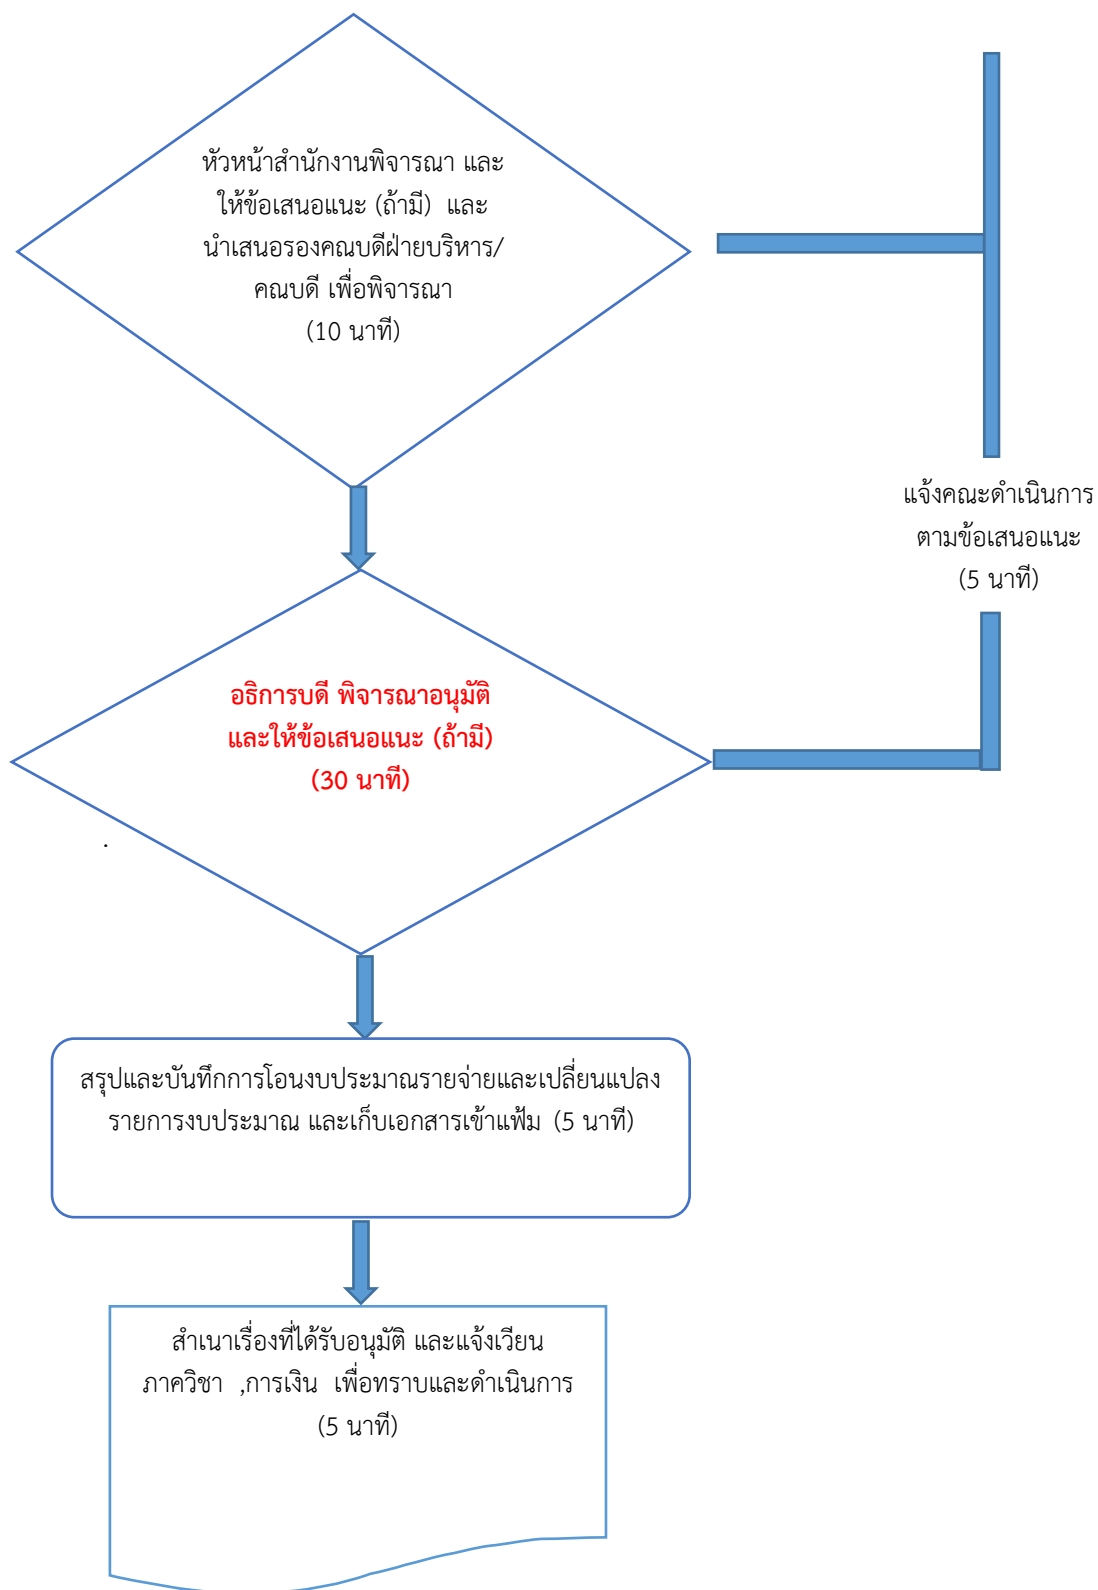 หัวหน้าสำนักงานพิจารณา และ
ให้ข้อเสนอแนะ (ถ้ามี) และ
นำเสนอรองคณบดีฝ่ายบริหาร/
คณบดี เพื่อพิจารณา
(10 นาที)
แจ้งคณะดำเนินการ
ตามข้อเสนอแนะ
(5 นาที)
อธิการบดี พิจารณาอนุมัติ
และให้ข้อเสนอแนะ (ถ้ามี)
(30 นาที)
.
สรุปและบันทึกการโอนงบประมาณรายจ่ายและเปลี่ยนแปลง
รายการงบประมาณ และเก็บเอกสารเข้าแฟ้ม (5 นาที)
สำเนาเรื่องที่ได้รับอนุมัติ และแจ้งเวียน
ภาควิชา ,การเงิน เพื่อทราบและดำเนินการ
(5 นาที)